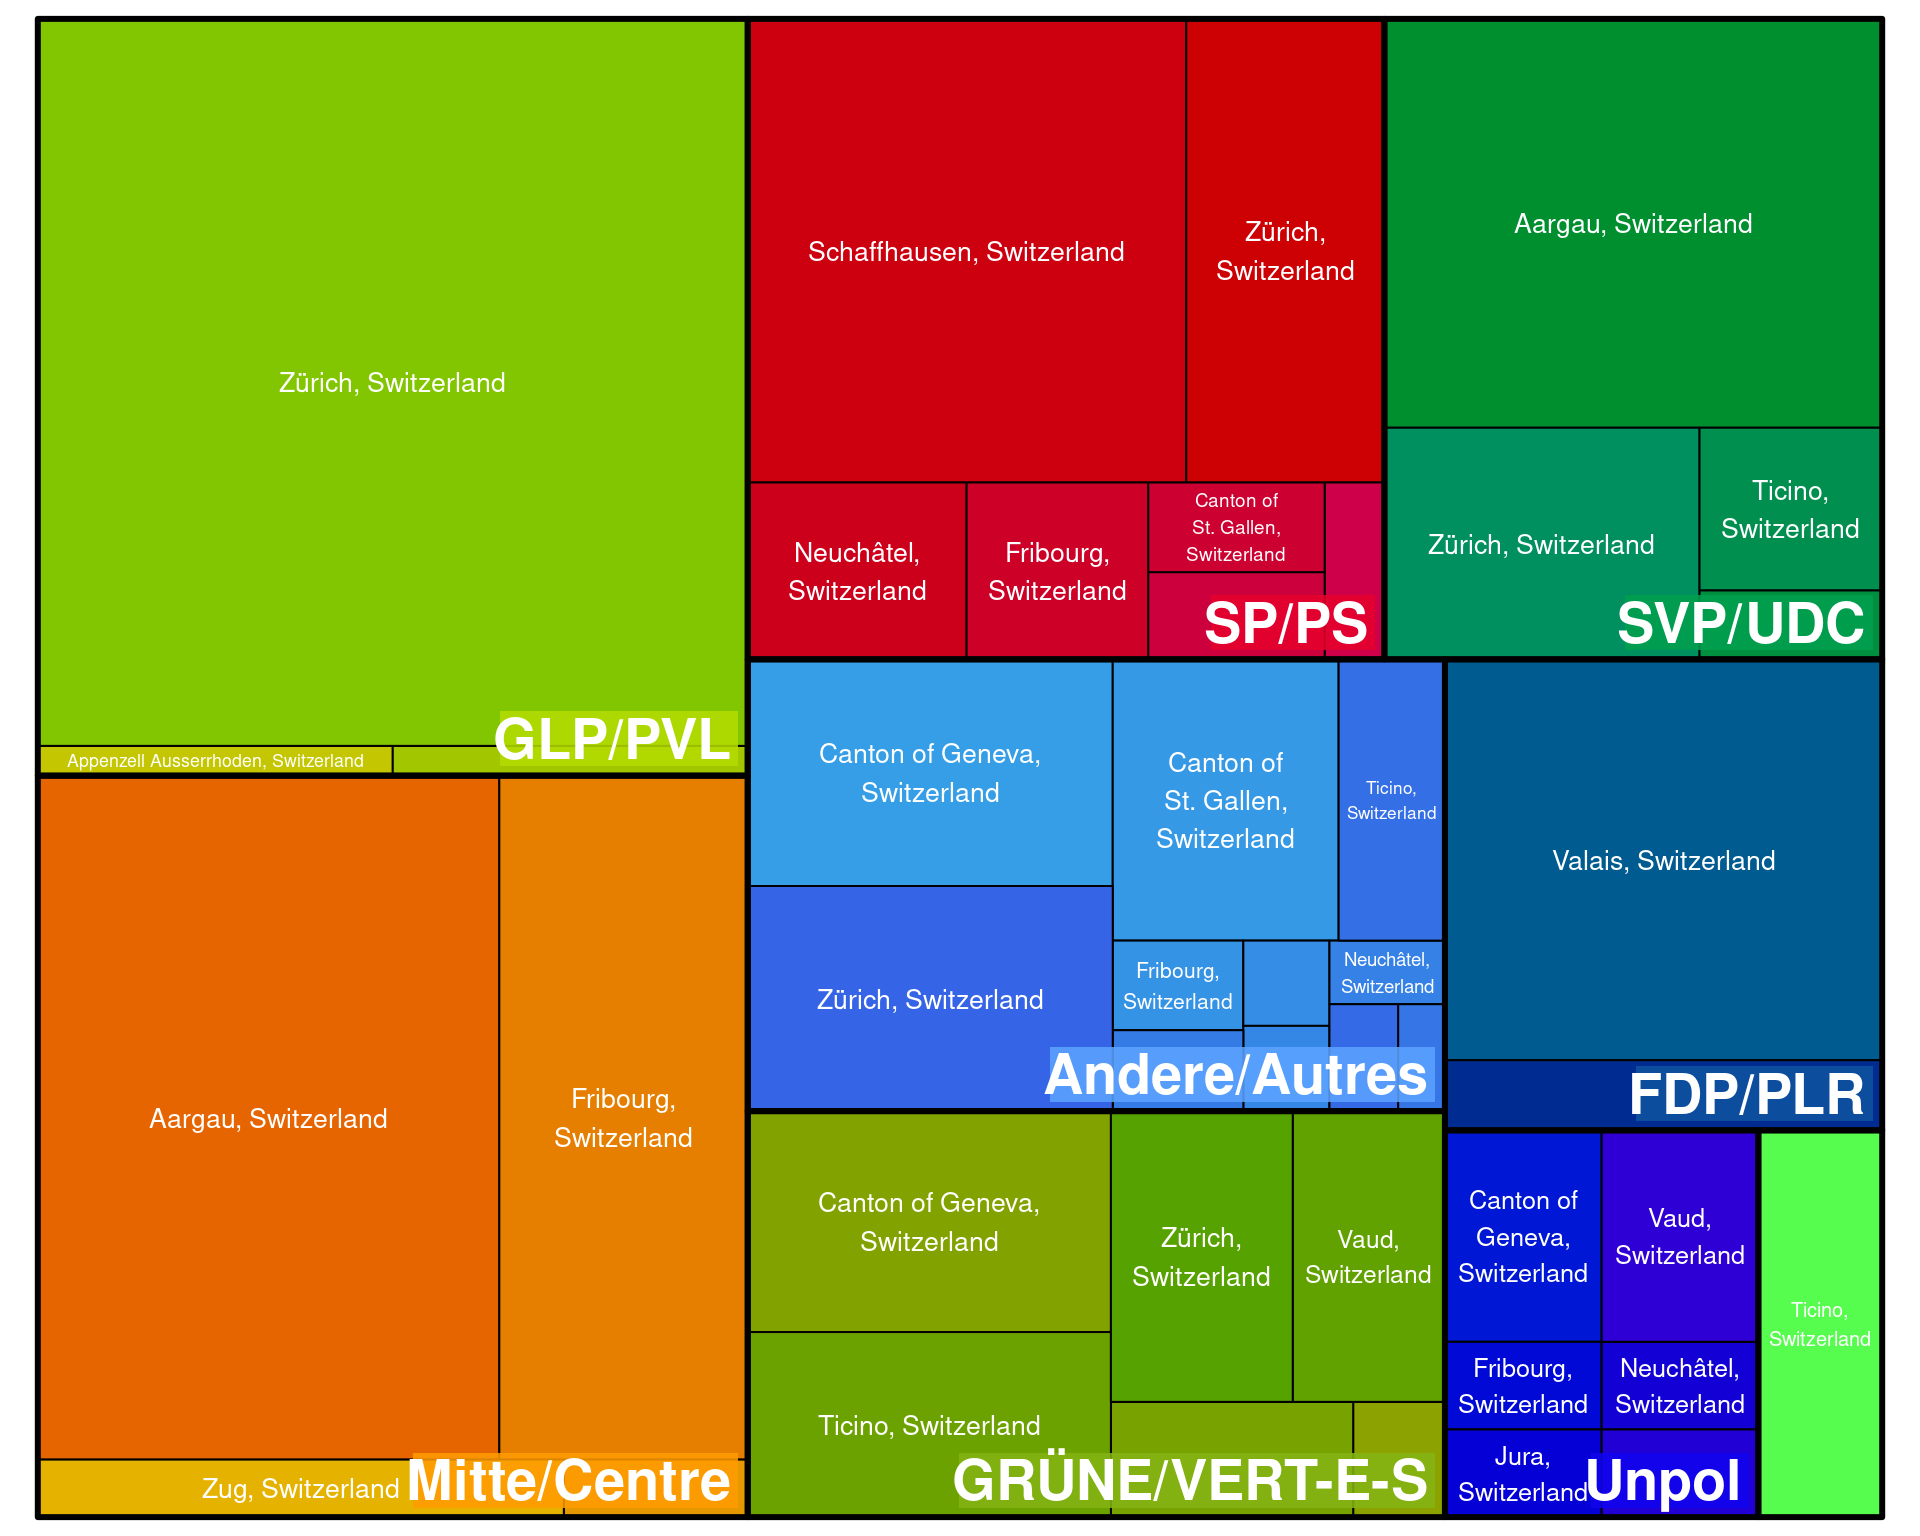 Zürich, Switzerland
GLP/PVL
Appenzell Ausserrhoden, Switzerland
Schaffhausen, Switzerland
Zürich,
Switzerland
Neuchâtel,
Switzerland
Fribourg,
Switzerland
Canton of
St. Gallen,
Switzerland
SP/PS
Aargau, Switzerland
Zürich, Switzerland
Ticino,
Switzerland
SVP/UDC
Aargau, Switzerland
Fribourg,
Switzerland
Zug, Switzerland
Mitte/Centre
Canton of Geneva,
Switzerland
Canton of
St. Gallen,
Switzerland
Ticino,
Switzerland
Zürich, Switzerland
Fribourg,
Switzerland
Neuchâtel,
Switzerland
Andere/Autres
Valais, Switzerland
FDP/PLR
Canton of Geneva,
Switzerland
Zürich,
Switzerland
Vaud,
Switzerland
Ticino, Switzerland
GRÜNE/VERT-E-S
Canton of
Geneva,
Switzerland
Vaud,
Switzerland
Fribourg,
Switzerland
Neuchâtel,
Switzerland
Jura,
Switzerland
Unpol
Ticino,
Switzerland